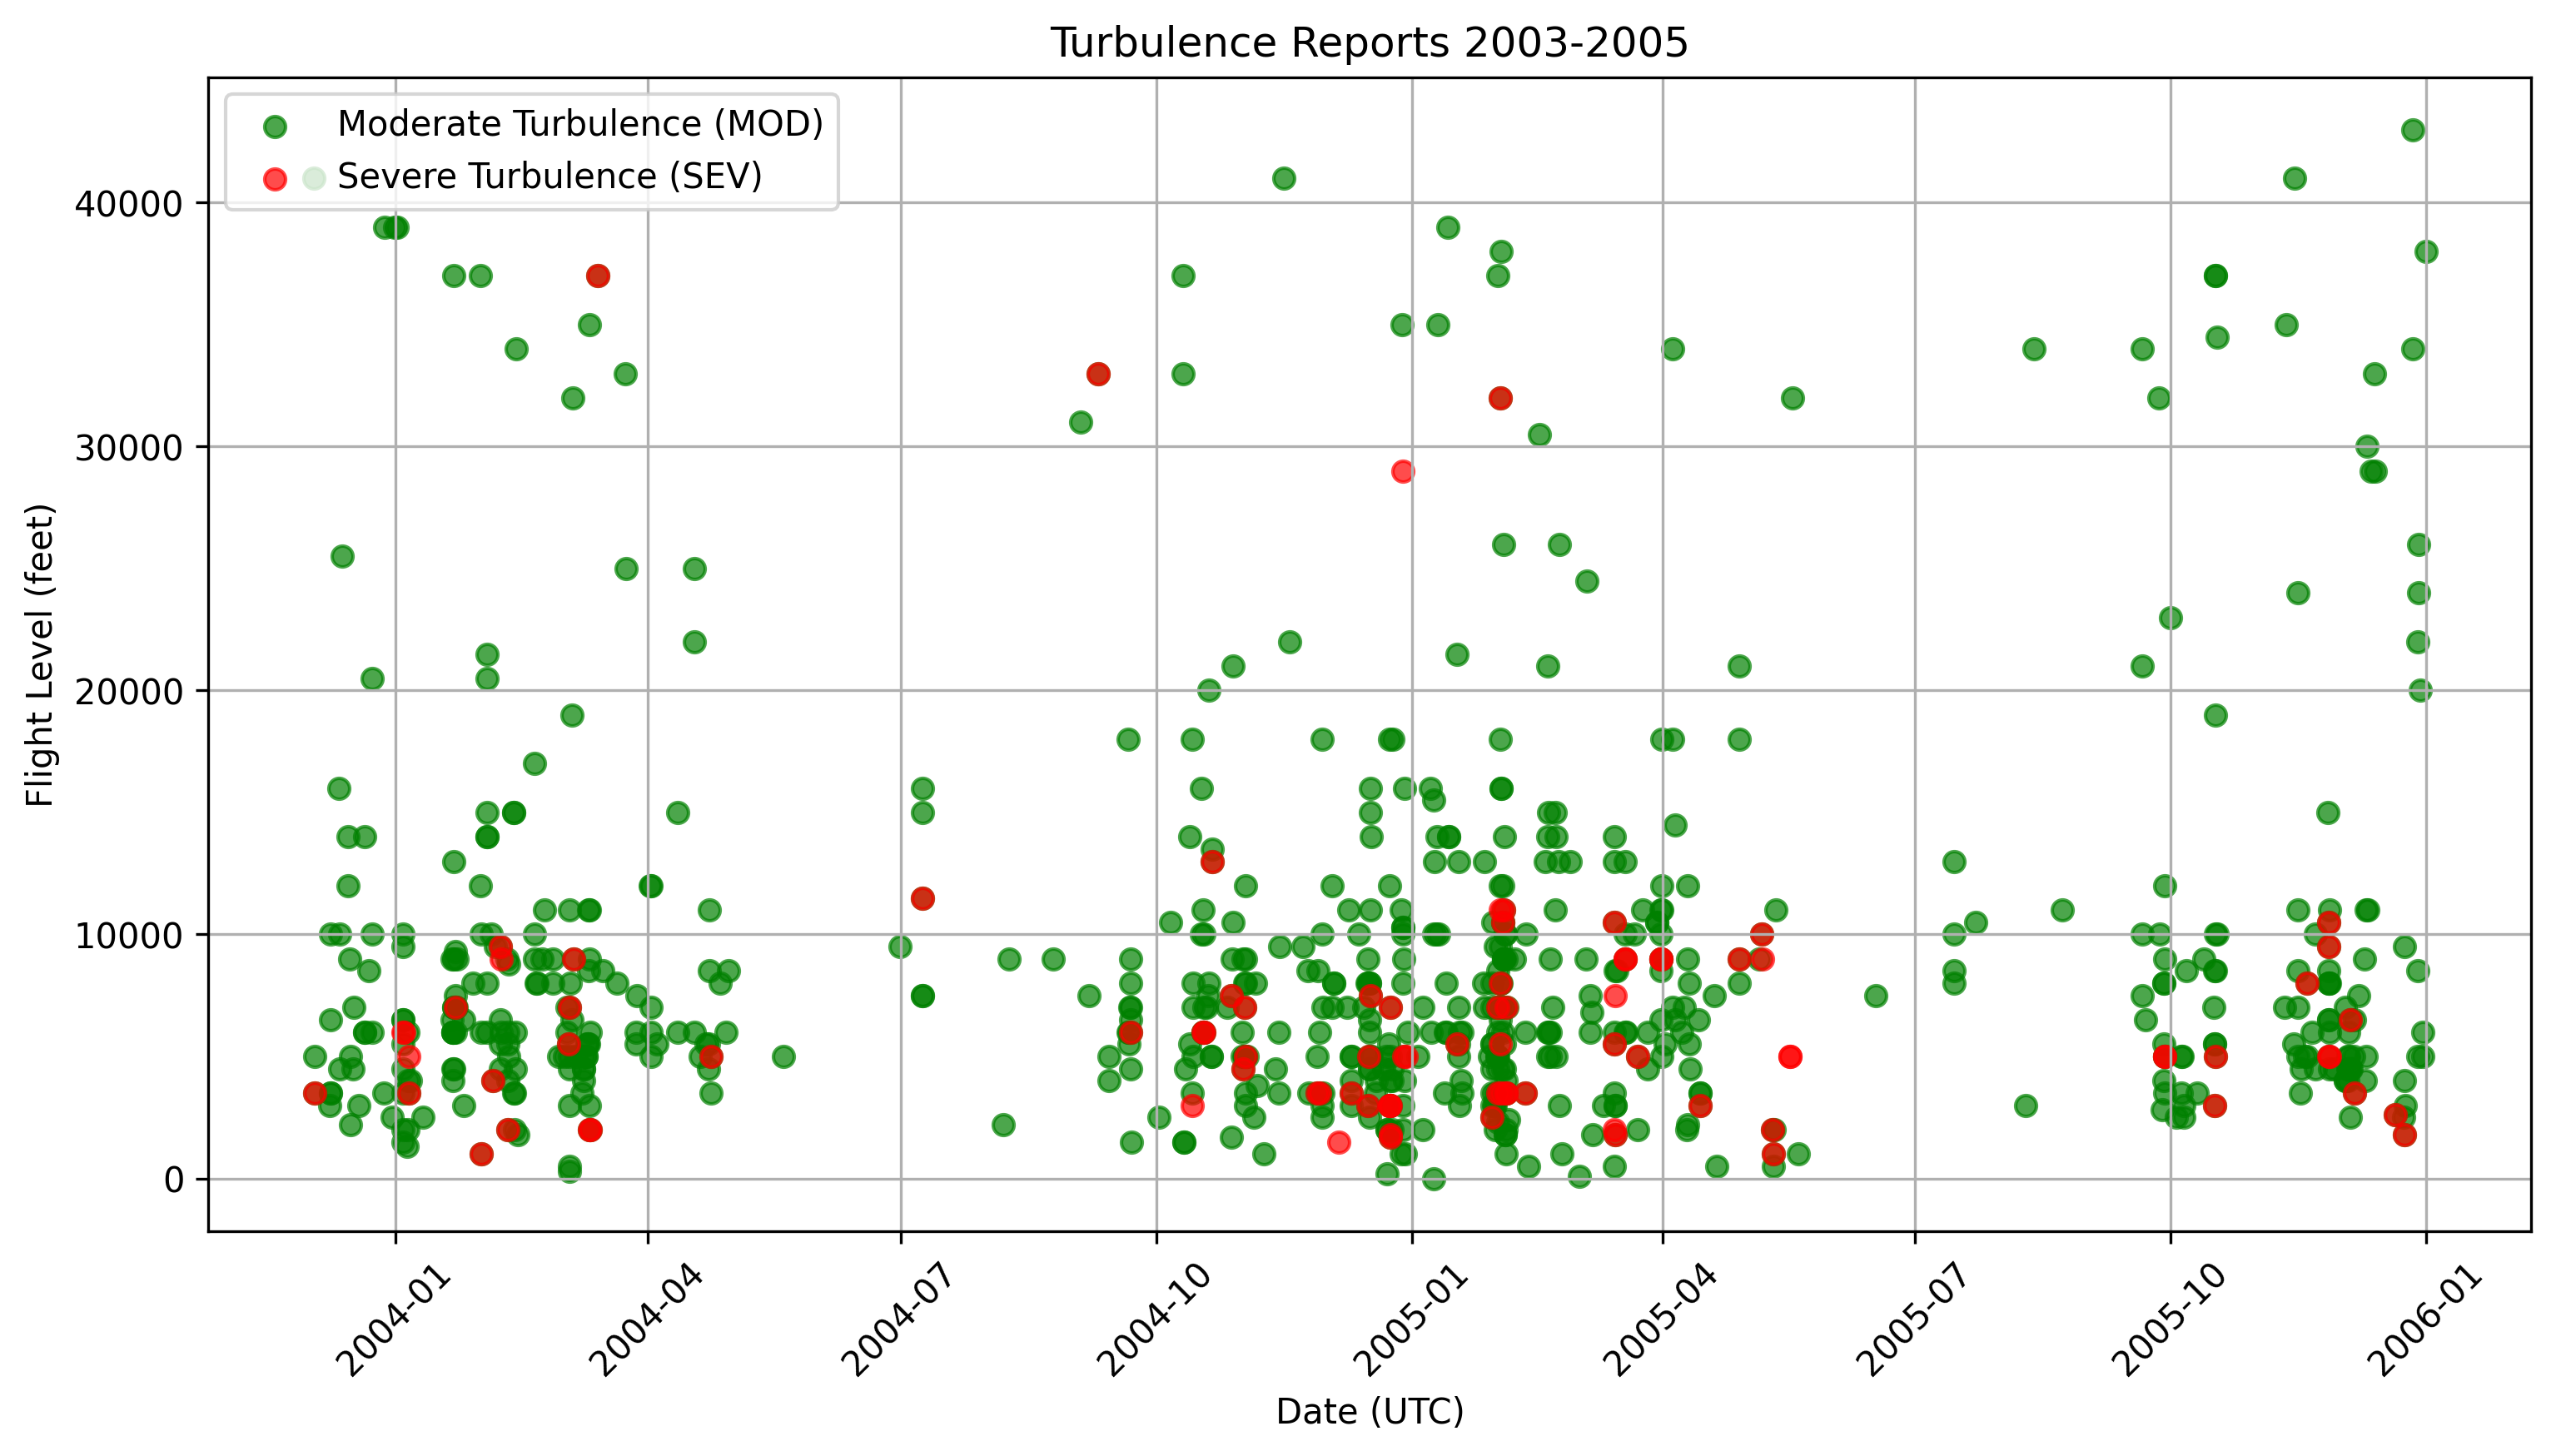 Turbulence Reports 2003-2005
Moderate Turbulence (MOD)
Severe Turbulence (SEV)
Flight Level (feet)
40000
30000
20000
10000
0
2004-01
2004-04
2004-07
2004-10
2005-01
2005-04
2005-07
2005-10
2006-01
Date (UTC)